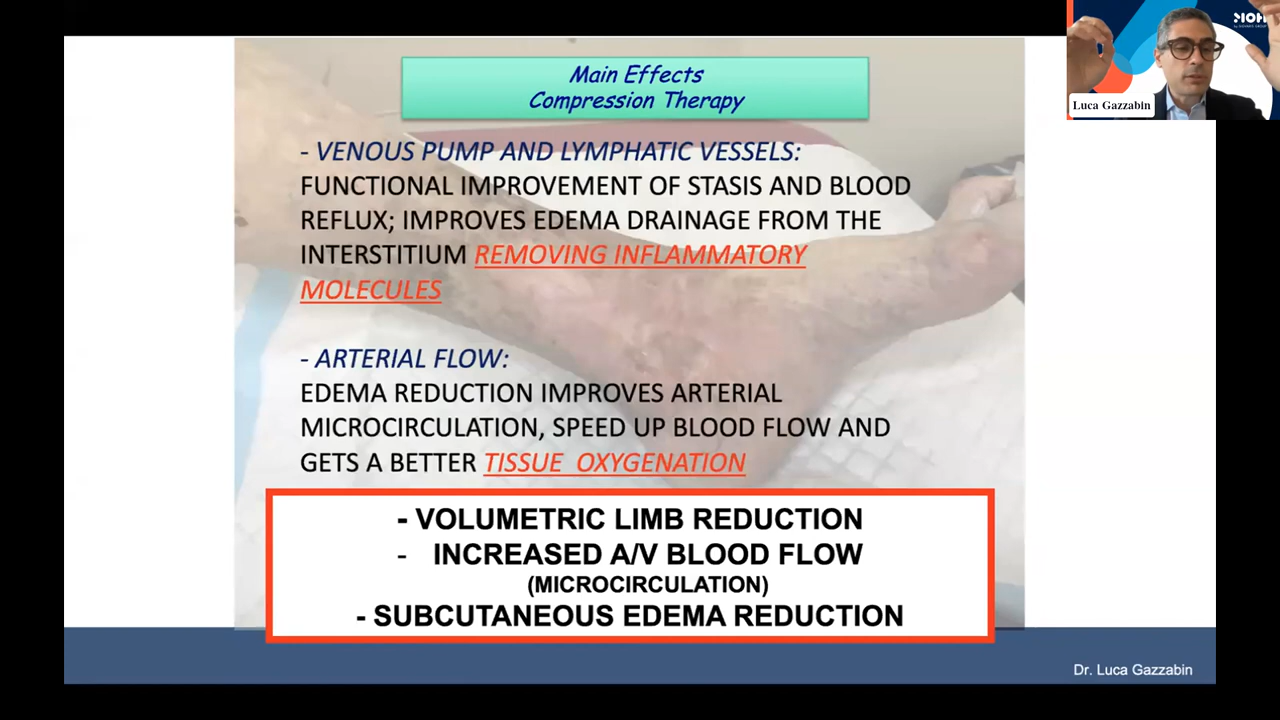 Main Effects
Compression Therapy
- VENOUS PUMP AND LYMPHATIC VESSELS:
FUNCTIONAL IMPROVEMENT OF STASIS AND BLOOD
REFLUX; IMPROVES EDEMA DRAINAGE FROM THE
INTERSTITIUM REMOVING INFLAMMATORY
MOLECULES
- ARTERIAL FLOW:
EDEMA REDUCTION IMPROVES ARTERIAL
MICROCIRCULATION, SPEED UP BLOOD FLOW AND
GETS A BETTER TISSUE OXYGENATION
- VOLUMETRIC LIMB REDUCTION
- INCREASED A/V BLOOD FLOW
(MICROCIRCULATION)
- SUBCUTANEOUS EDEMA REDUCTION
Dr. Luca Gazzabin
Luca Gazzabin